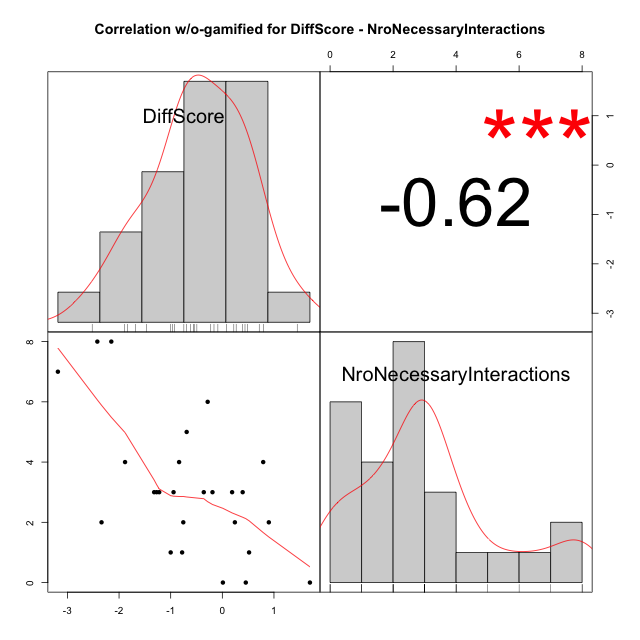 Correlation w/o-gamified for DiffScore - NroNecessaryInteractions
0 2 4 6 8
DiffScore
***
-0.62
1
0
-1
-2
-3
8
6
4
2
0
NroNecessaryInteractions
-3 -2 -1 0 1